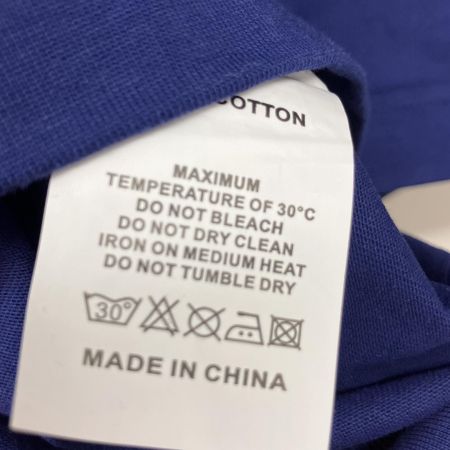 COTTON
MAXIMUM
TEMPERATURE OF 30°C
DO NOT BLEACH
DO NOT DRY CLEAN
IRON ON MEDIUM HEAT
DO NOT TUMBLE DRY
30°
MADE IN CHINA